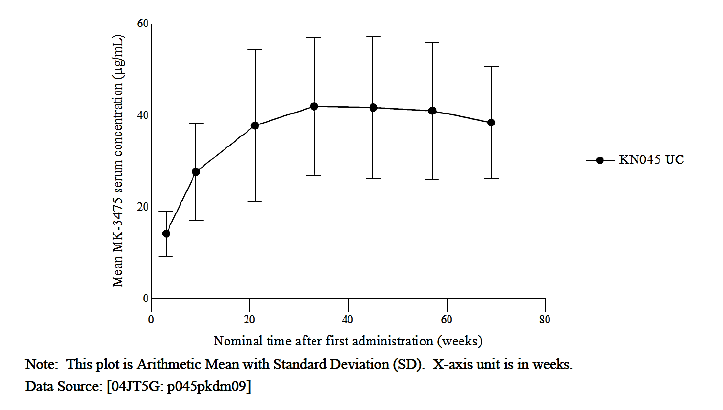 60
40
20
0
Mean MK-3475 serum concentration (µg/mL)
0 20 40 60 80
Nominal time after first administration (weeks)
KN045 UC
Note: This plot is Arithmetic Mean with Standard Deviation (SD). X-axis unit is in weeks.
Data Source: [04JT5G: p045pkdm09]